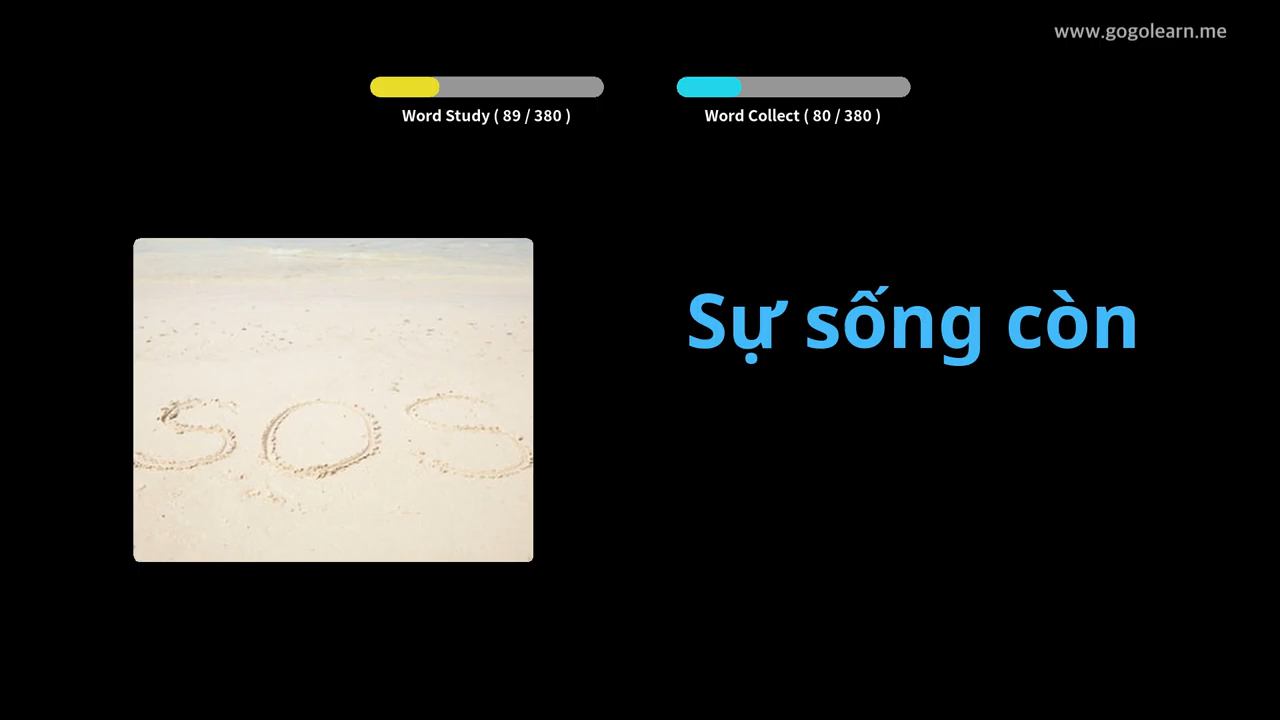 www.gogolearn.me
Word Study ( 89 / 380 )
Word Collect ( 80 / 380 )
Sự sống còn
SOS